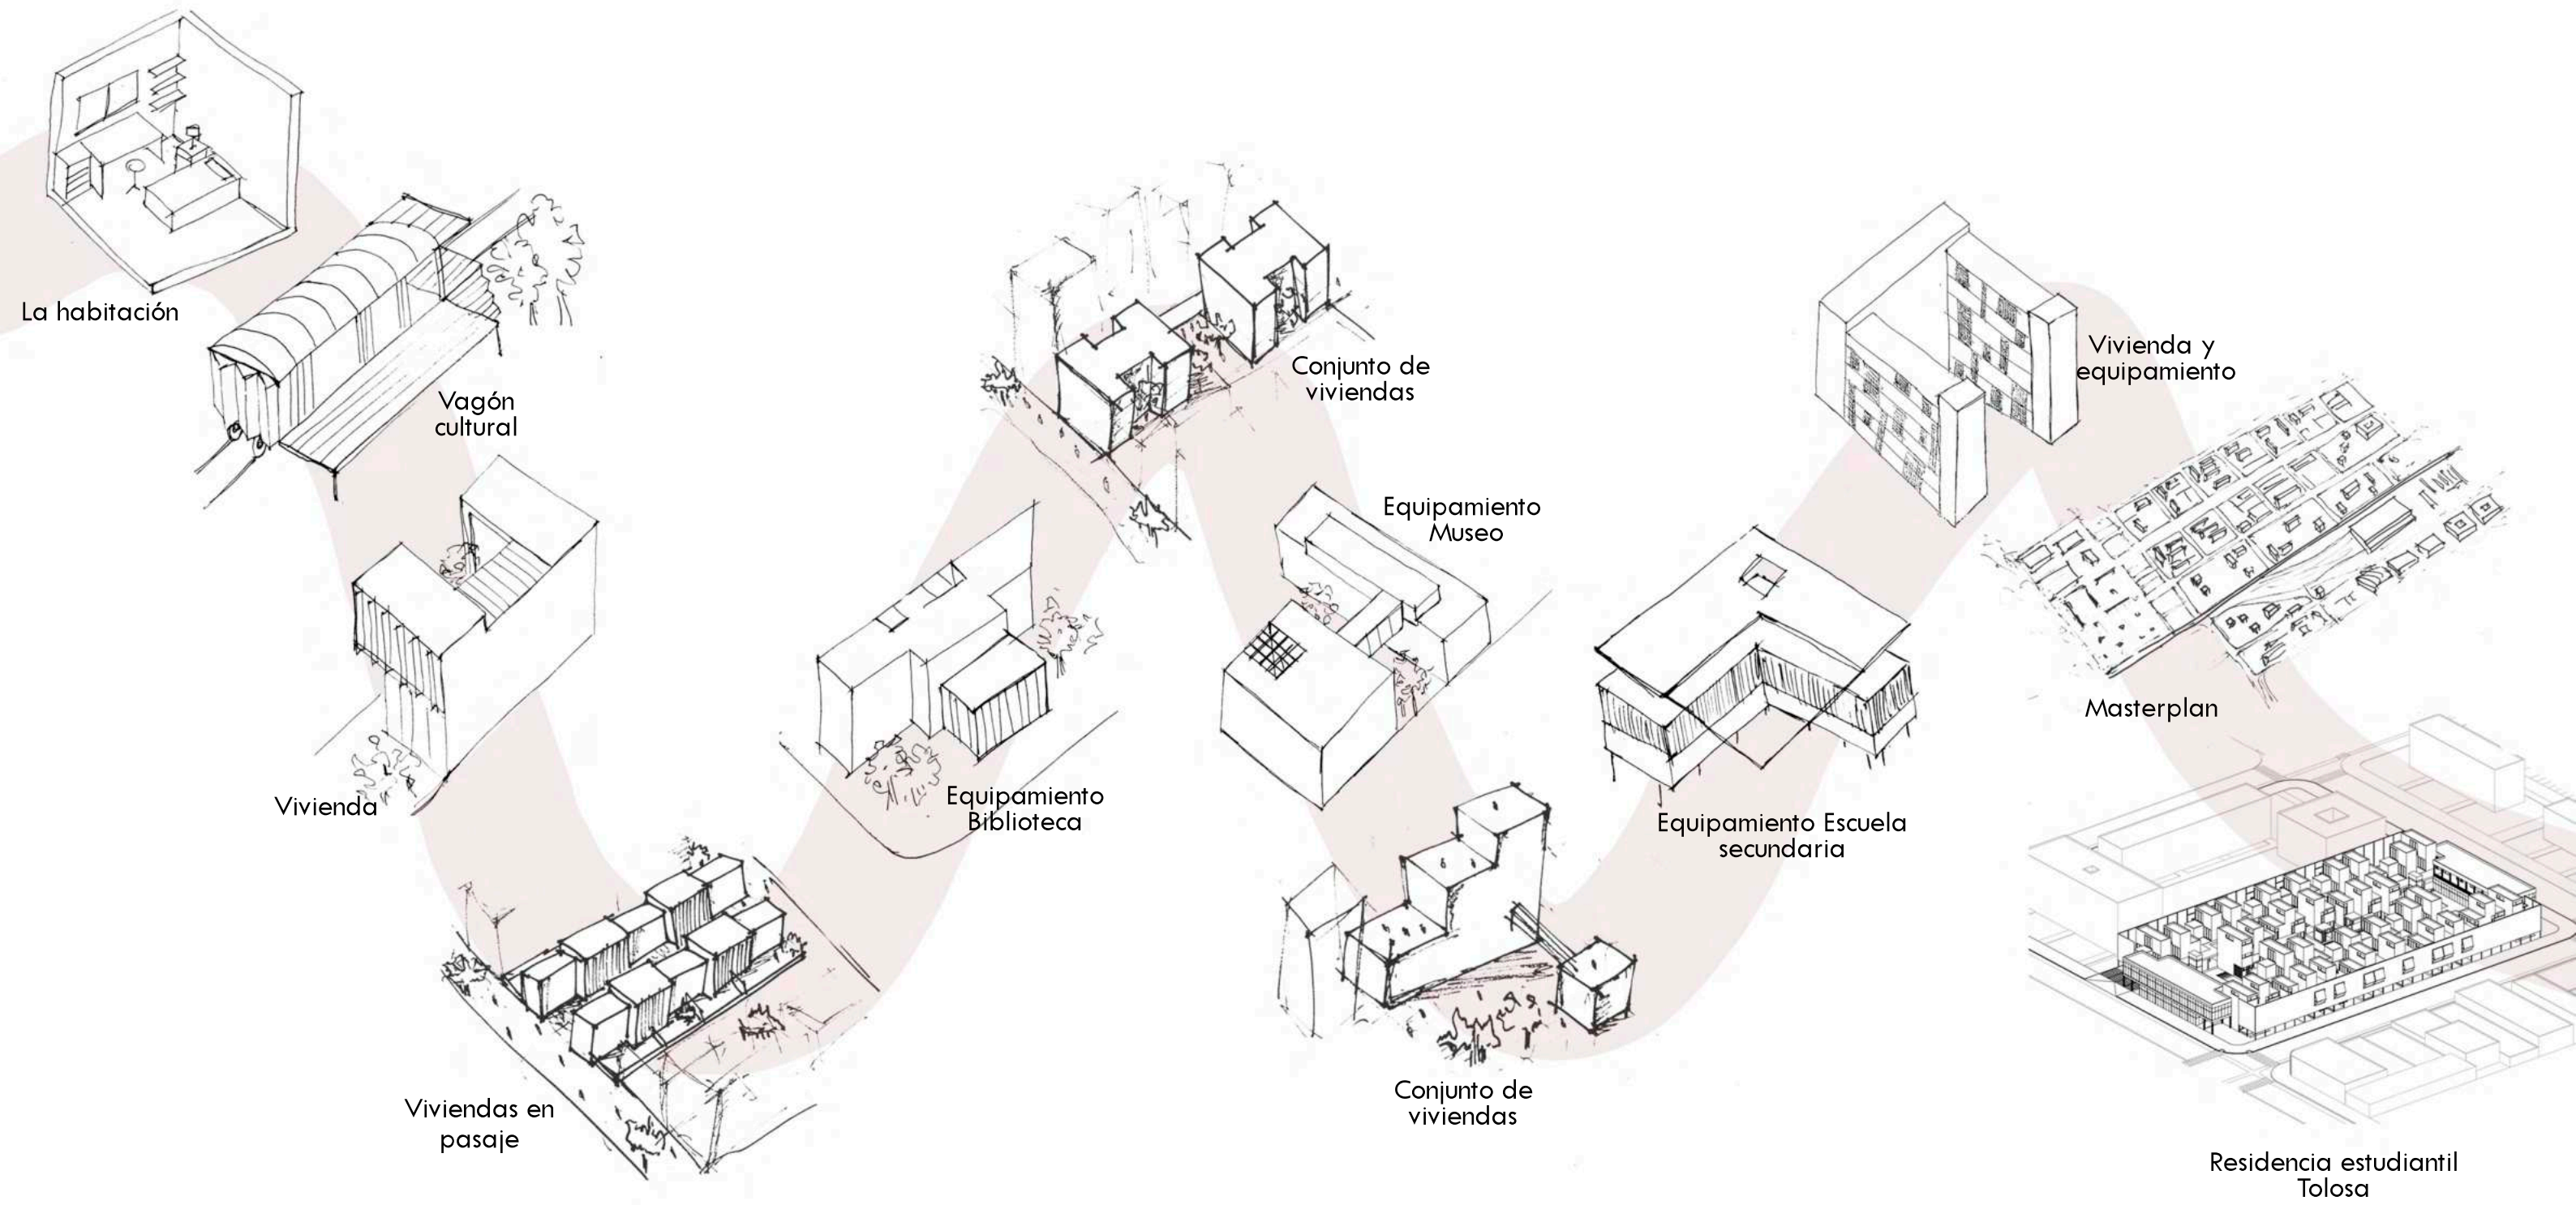 La habitación
Vagón
cultural
Vivienda
Viviendas en
pasaje
Equipamiento
Biblioteca
Conjunto de
viviendas
Equipamiento
Museo
Conjunto de
viviendas
Equipamiento Escuela
secundaria
Vivienda y
equipamiento
Masterplan
Residencia estudiantil
Tolosa